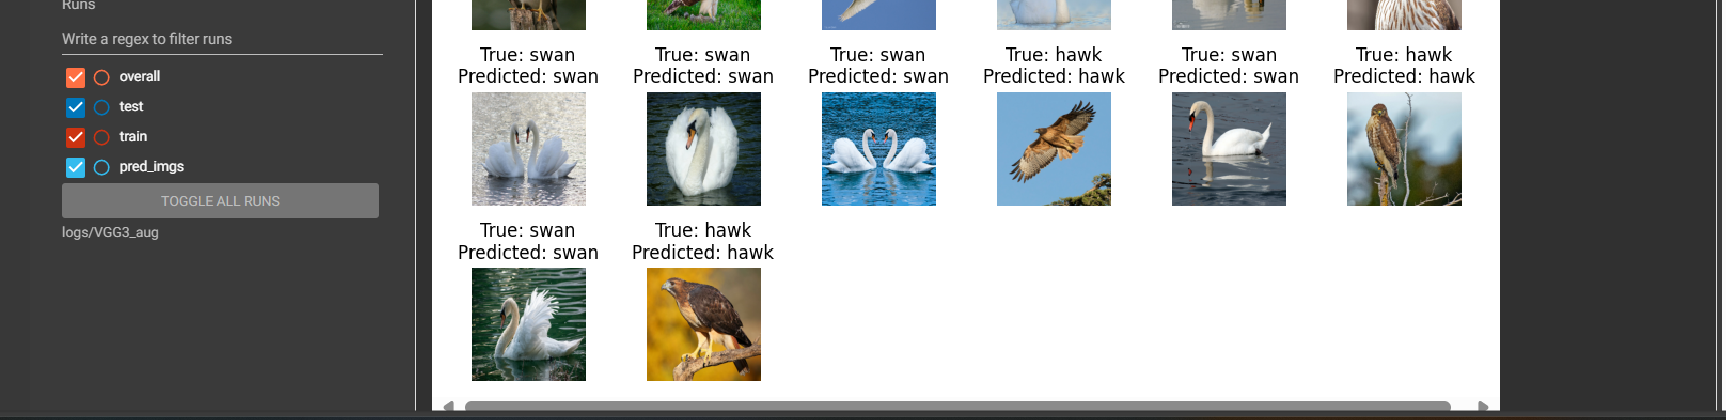 Runs
Write a regex to filter runs
overall
test
train
pred_imgs
TOGGLE ALL RUNS
logs/VGG3_aug
True: swan
Predicted: swan
True: swan
Predicted: swan
True: swan
Predicted: swan
True: hawk
Predicted: hawk
True: swan
Predicted: swan
True: hawk
Predicted: hawk
True: swan
Predicted: swan
True: hawk
Predicted: hawk